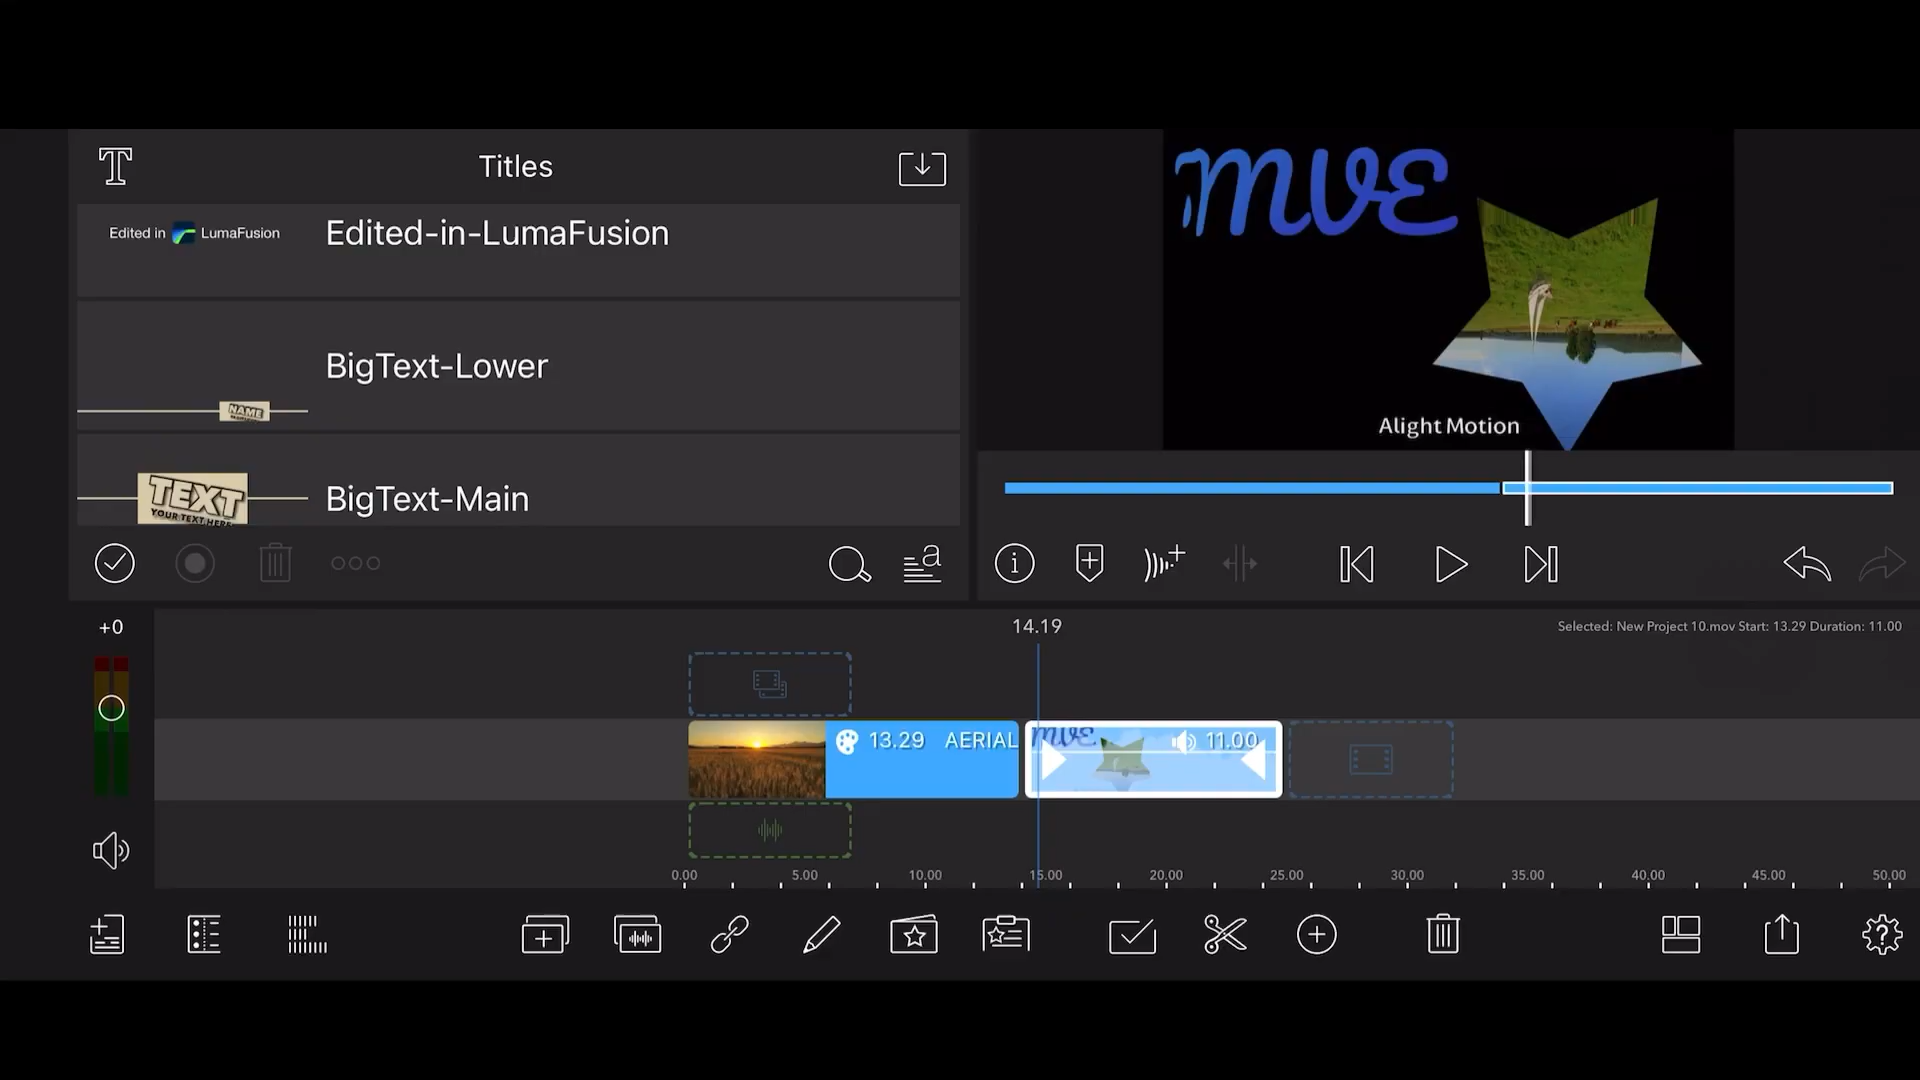 Titles
Edited in LumaFusion
Edited-in-LumaFusion
BigText-Lower
NAME
TEXT
YOUR TEXT HERE
BigText-Main
MVE
Alight Motion
+0
14.19
Selected: New Project 10.mov Start: 13.29 Duration: 11.00
13.29 AERIAL
MVE
11.00
0.00 5.00 10.00 15.00 20.00 25.00 30.00 35.00 40.00 45.00 50.00